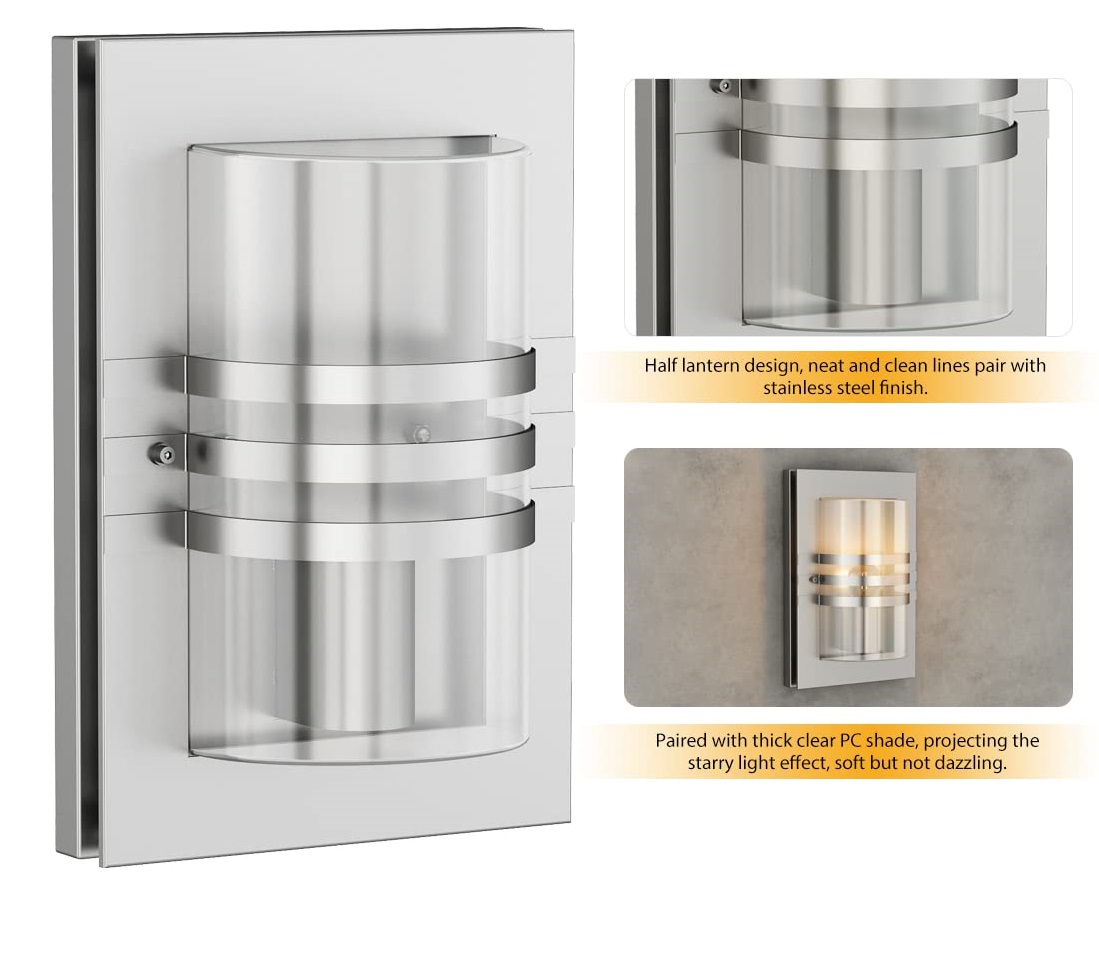 Half lantern design, neat and clean lines pair with
stainless steel finish.
Paired with thick clear PC shade, projecting the
starry light effect, soft but not dazzling.